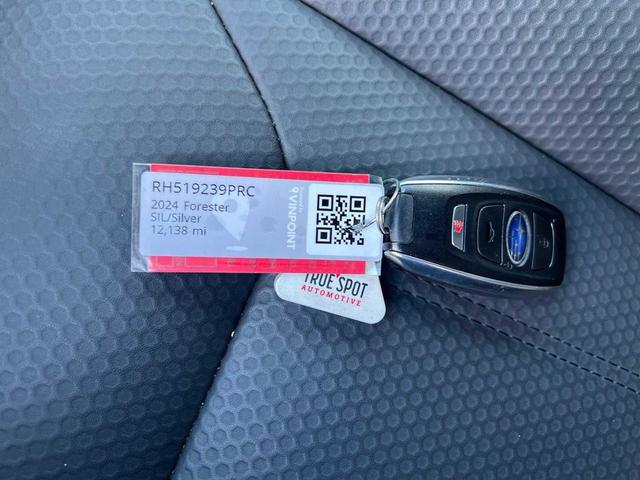 RH519239PRC
2024 Forester
SIL/Silver
12,138 mi
VINPOINT
TRUE SPOT
AUTOMOTIVE